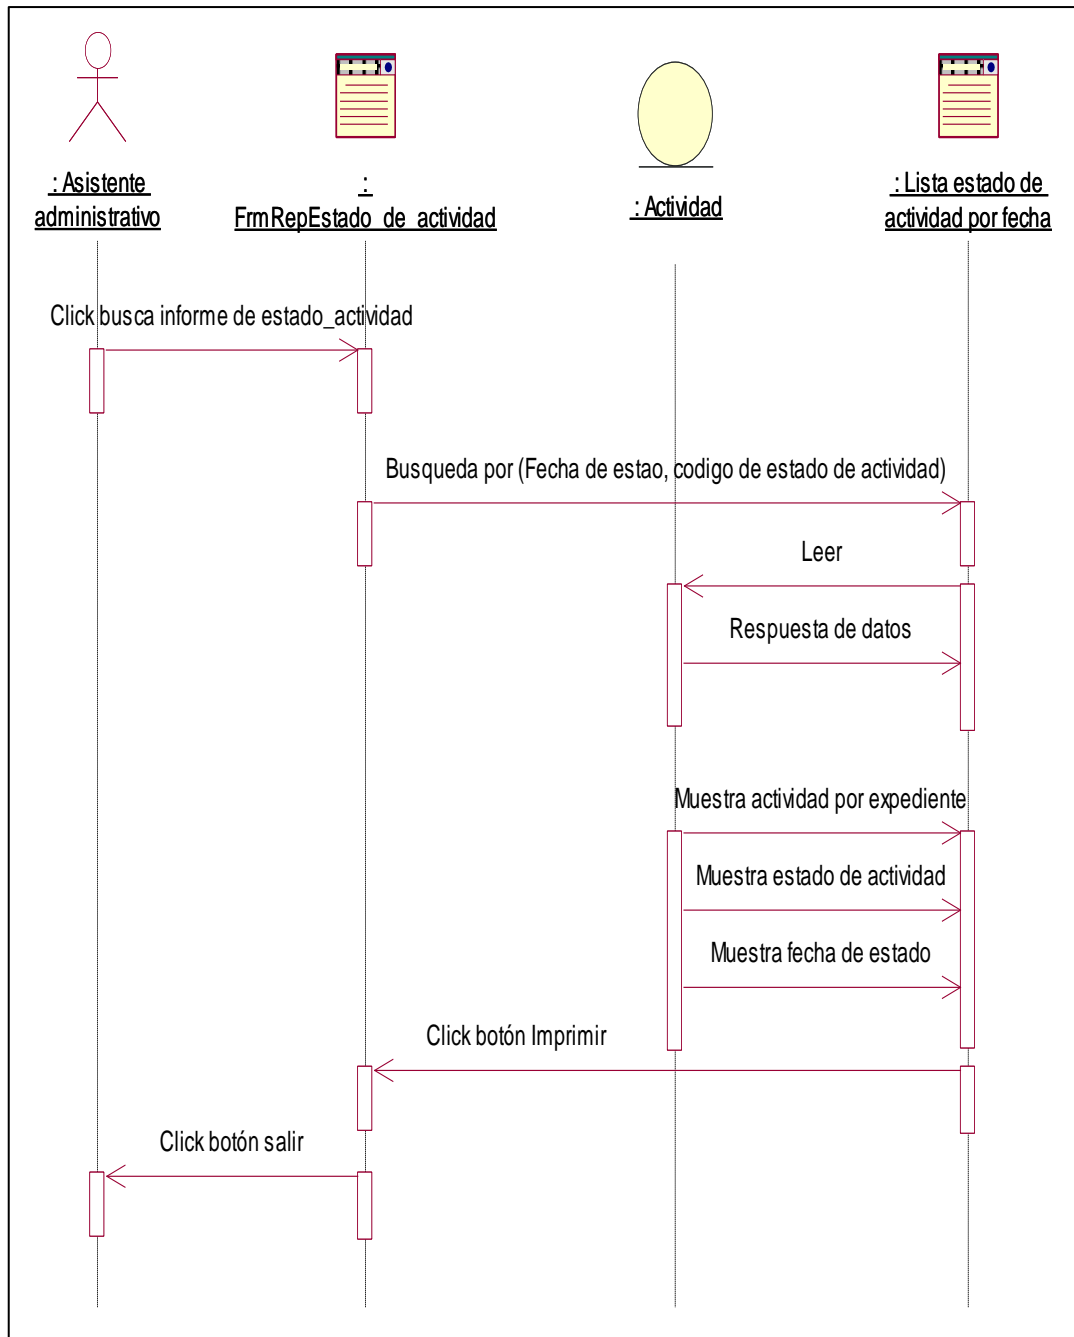 : Asistente
administrativo
:
FrmRepEstado_de_actividad
: Actividad
: Lista estado de
actividad por fecha
Click busca informe de estado_actividad
Busqueda por (Fecha de estao, codigo de estado de actividad)
Leer
Respuesta de datos
Muestra actividad por expediente
Muestra estado de actividad
Muestra fecha de estado
Click botón Imprimir
Click botón salir